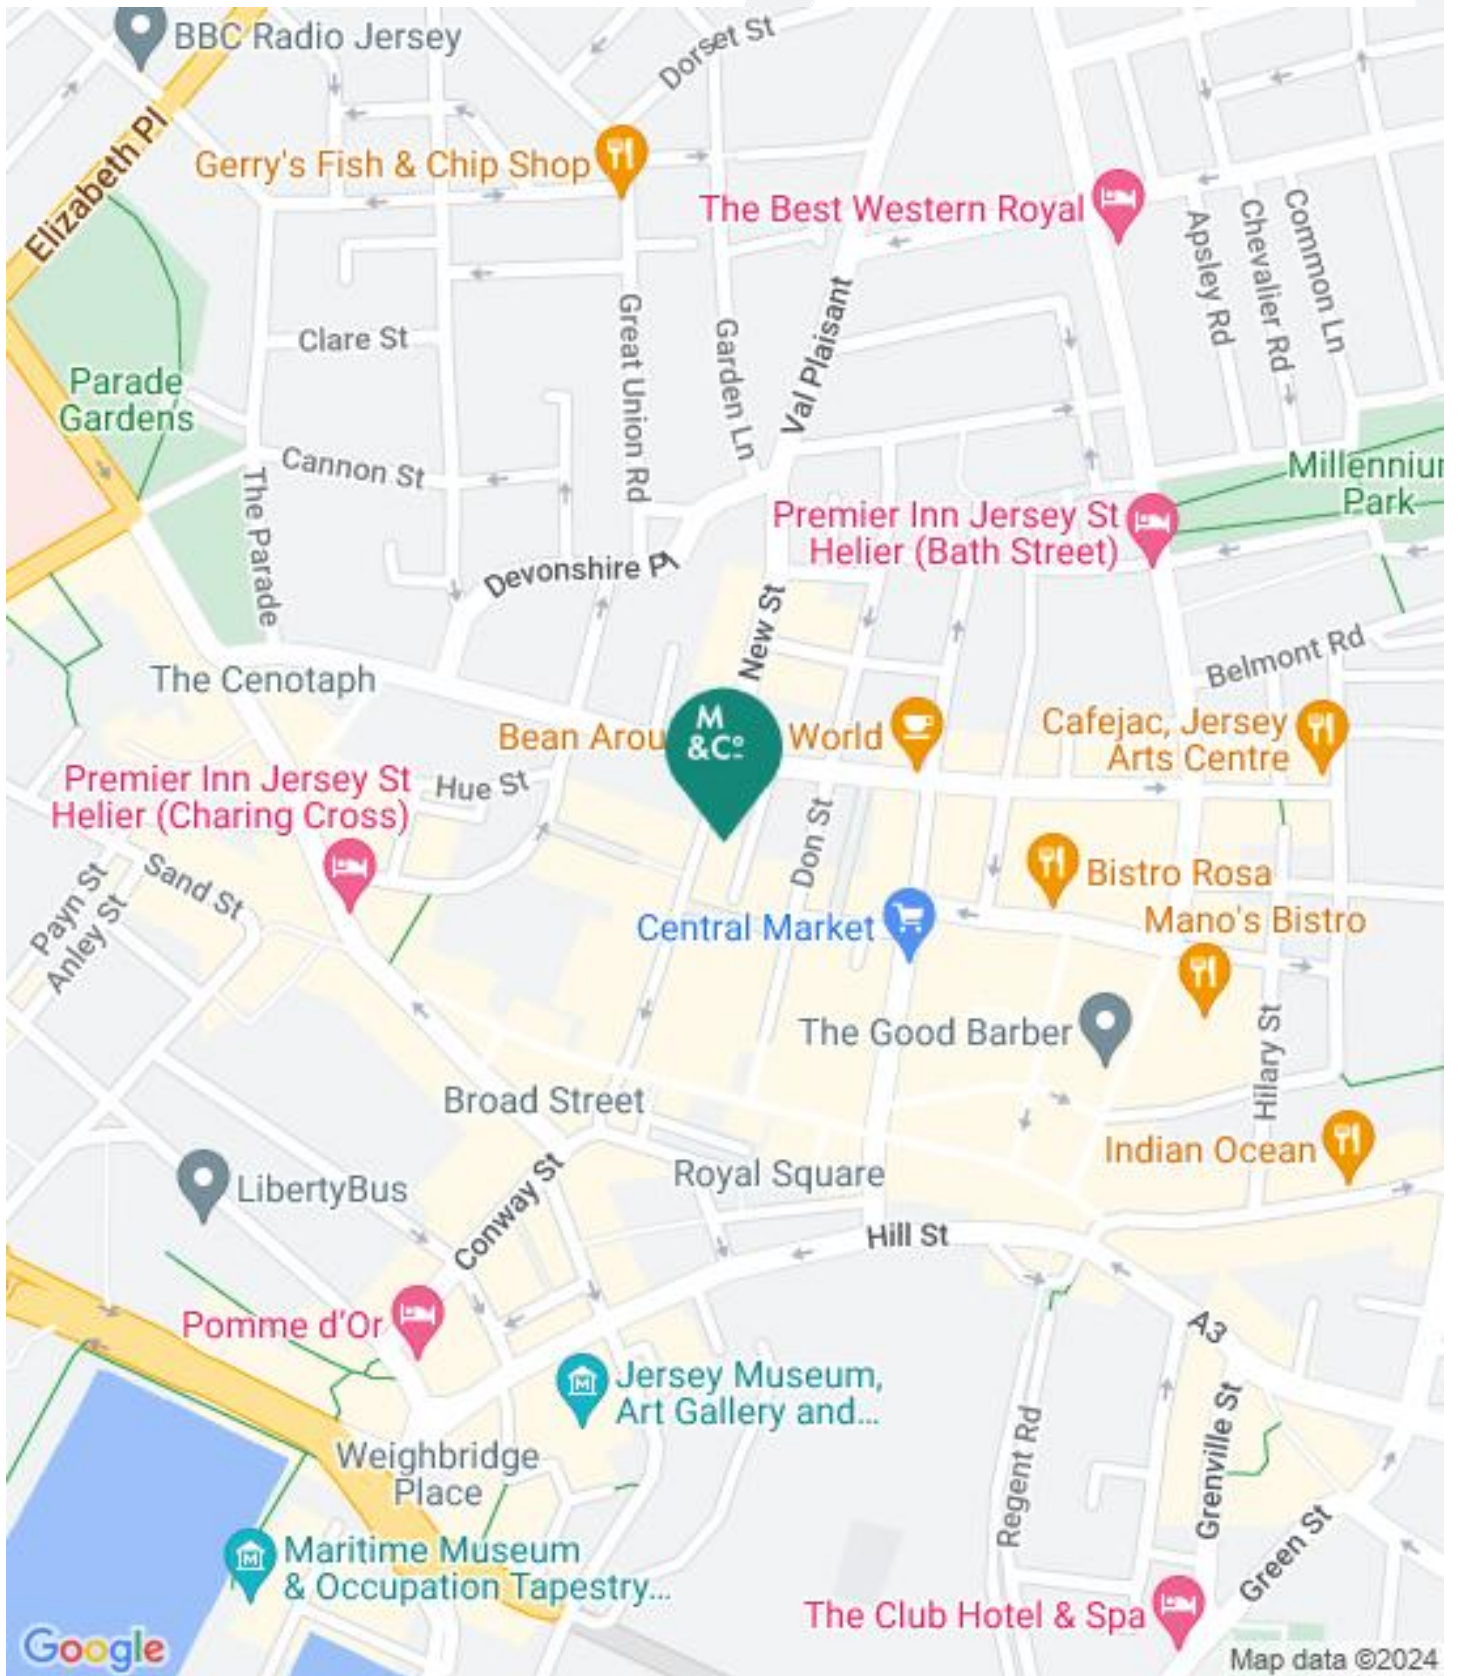 BBC Radio Jersey
Dorset St
Elizabeth Pl
Gerry's Fish & Chip Shop
The Best Western Royal
Apsley Rd
Chevalier Rd
Common Ln
Clare St
Great Union Rd
Garden Ln
Val Plaisant
Parade
Gardens
Cannon St
The Parade
Millenniu
Park
Premier Inn Jersey St
Helier (Bath Street)
Devonshire Pl
New St
Belmont Rd
The Cenotaph
Bean Arou
World
M
&Co
Cafejac, Jersey
Arts Centre
Premier Inn Jersey St
Helier (Charing Cross)
Hue St
Don St
Sand St
Payn St
Anley St
Bistro Rosa
Central Market
Mano's Bistro
The Good Barber
Hilary St
Broad Street
Indian Ocean
Royal Square
LibertyBus
Conway St
Hill St
Pomme d'Or
A3
Jersey Museum,
Art Gallery and...
Grenville St
Regent Rd
Weighbridge
Place
Green St
Maritime Museum
& Occupation Tapestry...
The Club Hotel & Spa
Google
Map data ©2024